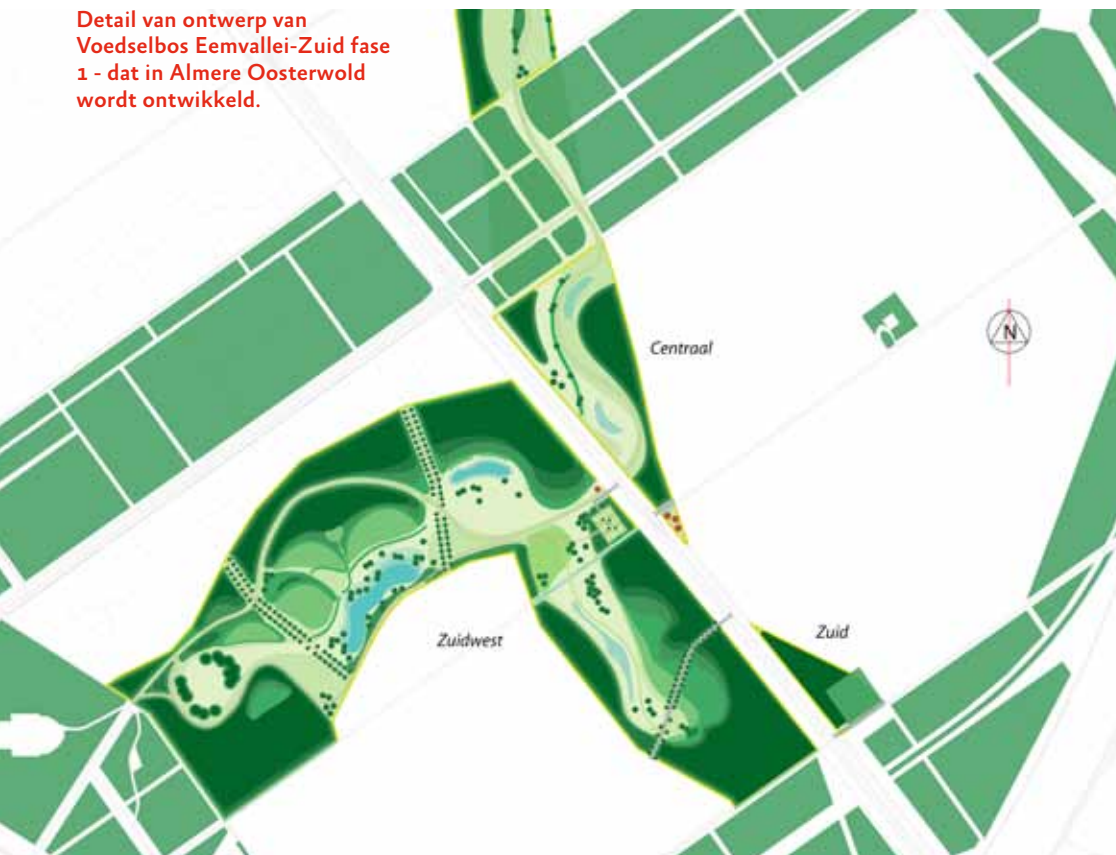 Detail van ontwerp van
Voedselbos Eemvallei-Zuid fase
1 - dat in Almere Oosterwold
wordt ontwikkeld.
Centraal
N
Zuidwest
Zuid